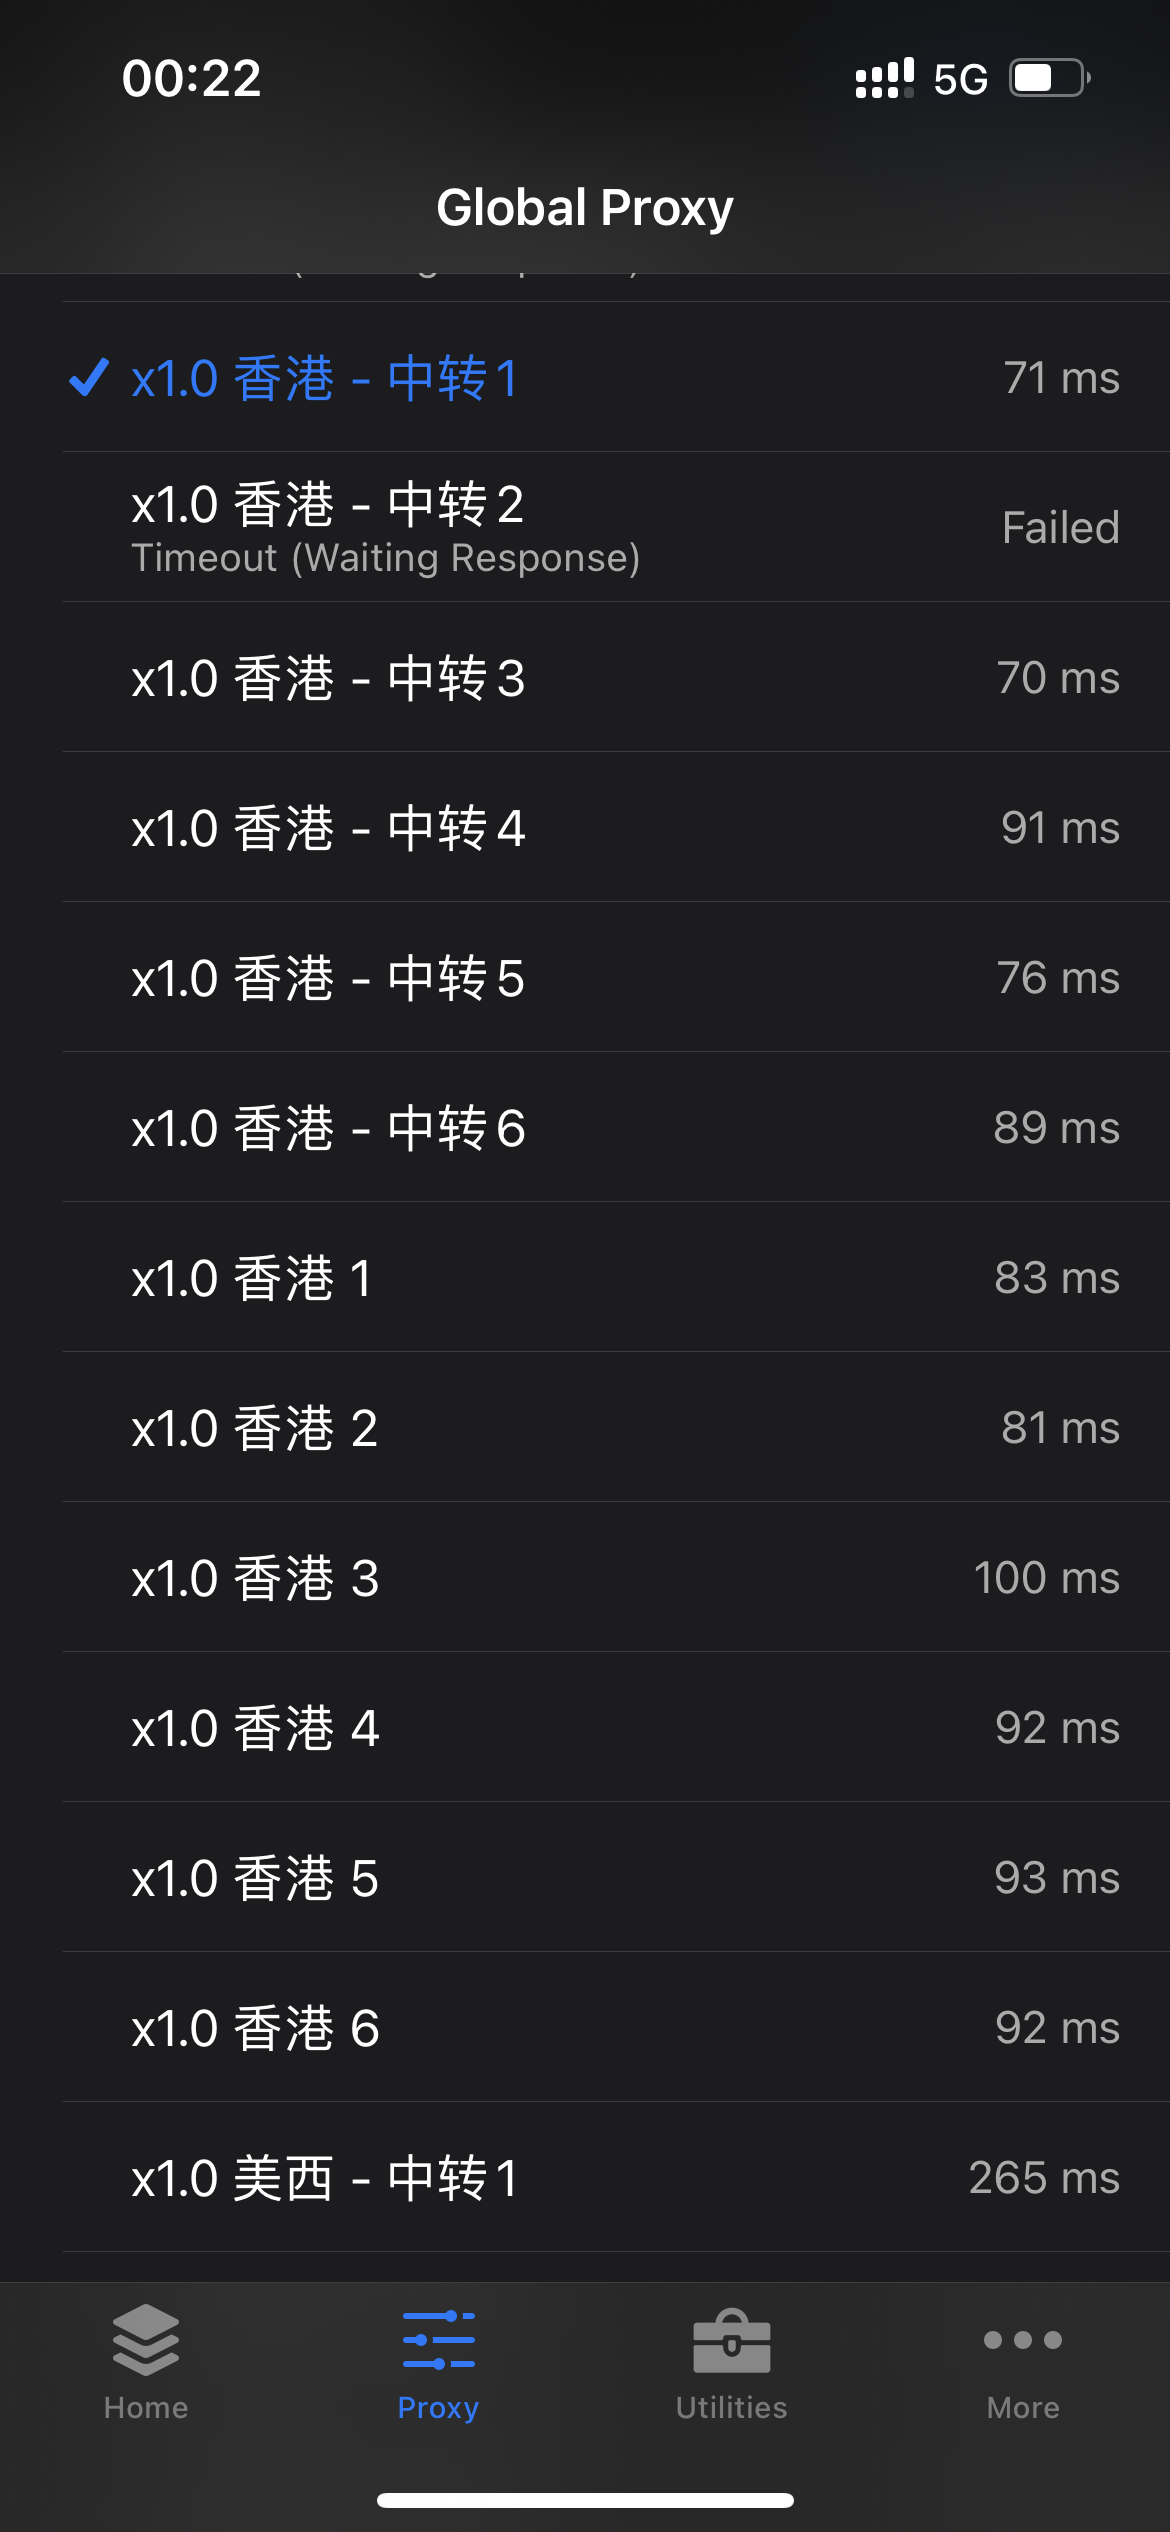 00:22
5G
Global Proxy
x1.0 香港 - 中转1
71 ms
x1.0 香港 - 中转2
Timeout (Waiting Response)
Failed
x1.0 香港 - 中转3
70 ms
x1.0 香港 - 中转4
91 ms
x1.0 香港 - 中转5
76 ms
x1.0 香港 - 中转6
89 ms
x1.0 香港 1
83 ms
x1.0 香港 2
81 ms
x1.0 香港 3
100 ms
x1.0 香港 4
92 ms
x1.0 香港 5
93 ms
x1.0 香港 6
92 ms
x1.0 美西 - 中转1
265 ms
Home
Proxy
Utilities
More